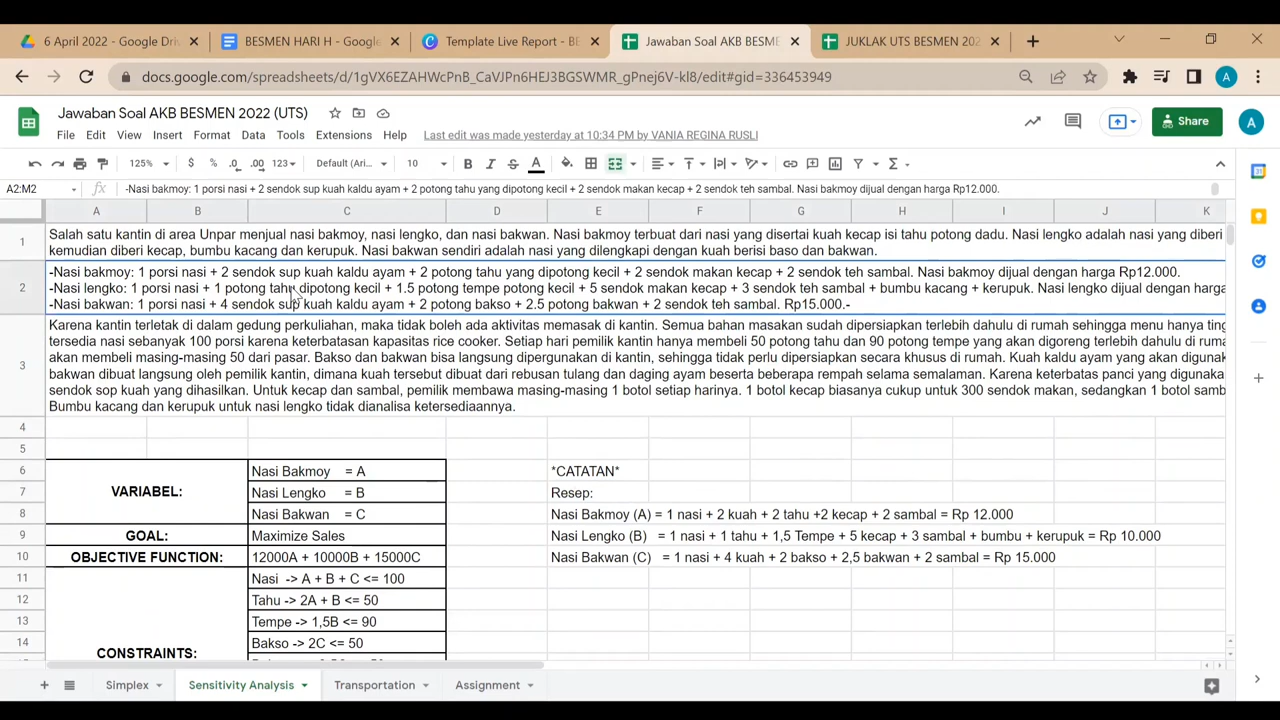 6 April 2022 - Google Dri
BESMEN HARI H - Google
Template Live Report - BE
Jawaban Soal AKB BESME
JUKLAK UTS BESMEN 202
docs.google.com/spreadsheets/d/1gVX6EZAHWcPnB_CaVJPn6HEJ3BGSWMR_gPnej6V-kI8/edit#gid=336453949
A
Jawaban Soal AKB BESMEN 2022 (UTS)
File Edit View Insert Format Data Tools Extensions Help Last edit was made yesterday at 10:34 PM by VANIA REGINA RUSLI
Share
A
125% $ % .0 .00 123 Default (Ari... 10 B I S A
A2:M2 fx -Nasi bakmoy: 1 porsi nasi + 2 sendok sup kuah kaldu ayam + 2 potong tahu yang dipotong kecil + 2 sendok makan kecap + 2 sendok teh sambal. Nasi bakmoy dijual dengan harga Rp12.000.
A B C D E F G H I J K
1 Salah satu kantin di area Unpar menjual nasi bakmoy, nasi lengko, dan nasi bakwan. Nasi bakmoy terbuat dari nasi yang disertai kuah kecap isi tahu potong dadu. Nasi lengko adalah nasi yang diberi
kemudian diberi kecap, bumbu kacang dan kerupuk. Nasi bakwan sendiri adalah nasi yang dilengkapi dengan kuah berisi baso dan bakwan.
-Nasi bakmoy: 1 porsi nasi + 2 sendok sup kuah kaldu ayam + 2 potong tahu yang dipotong kecil + 2 sendok makan kecap + 2 sendok teh sambal. Nasi bakmoy dijual dengan harga Rp12.000.
2 -Nasi lengko: 1 porsi nasi + 1 potong tahu dipotong kecil + 1.5 potong tempe potong kecil + 5 sendok makan kecap + 3 sendok teh sambal + bumbu kacang + kerupuk. Nasi lengko dijual dengan harga
-Nasi bakwan: 1 porsi nasi + 4 sendok sup kuah kaldu ayam + 2 potong bakso + 2.5 potong bakwan + 2 sendok teh sambal. Rp15.000.-
Karena kantin terletak di dalam gedung perkuliahan, maka tidak boleh ada aktivitas memasak di kantin. Semua bahan masakan sudah dipersiapkan terlebih dahulu di rumah sehingga menu hanya ting
tersedia nasi sebanyak 100 porsi karena keterbatasan kapasitas rice cooker. Setiap hari pemilik kantin hanya membeli 50 potong tahu dan 90 potong tempe yang akan digoreng terlebih dahulu di ruma
3 akan membeli masing-masing 50 dari pasar. Bakso dan bakwan bisa langsung dipergunakan di kantin, sehingga tidak perlu dipersiapkan secara khusus di rumah. Kuah kaldu ayam yang akan digunak
bakwan dibuat langsung oleh pemilik kantin, dimana kuah tersebut dibuat dari rebusan tulang dan daging ayam beserta beberapa rempah selama semalaman. Karena keterbatas panci yang digunaka
sendok sop kuah yang dihasilkan. Untuk kecap dan sambal, pemilik membawa masing-masing 1 botol setiap harinya. 1 botol kecap biasanya cukup untuk 300 sendok makan, sedangkan 1 botol samb
Bumbu kacang dan kerupuk untuk nasi lengko tidak dianalisa ketersediaannya.
4
5
6 Nasi Bakmoy = A *CATATAN*
7 VARIABEL: Nasi Lengko = B Resep:
8 Nasi Bakwan = C Nasi Bakmoy (A) = 1 nasi + 2 kuah + 2 tahu +2 kecap + 2 sambal = Rp 12.000
9 GOAL: Maximize Sales Nasi Lengko (B) = 1 nasi + 1 tahu + 1,5 Tempe + 5 kecap + 3 sambal + bumbu + kerupuk = Rp 10.000
10 OBJECTIVE FUNCTION: 12000A + 10000B + 15000C Nasi Bakwan (C) = 1 nasi + 4 kuah + 2 bakso + 2,5 bakwan + 2 sambal = Rp 15.000
11 Nasi -> A + B + C <= 100
12 Tahu -> 2A + B <= 50
13 Tempe -> 1,5B <= 90
14 Bakso -> 2C <= 50
CONSTRAINTS:
Simplex Sensitivity Analysis Transportation Assignment